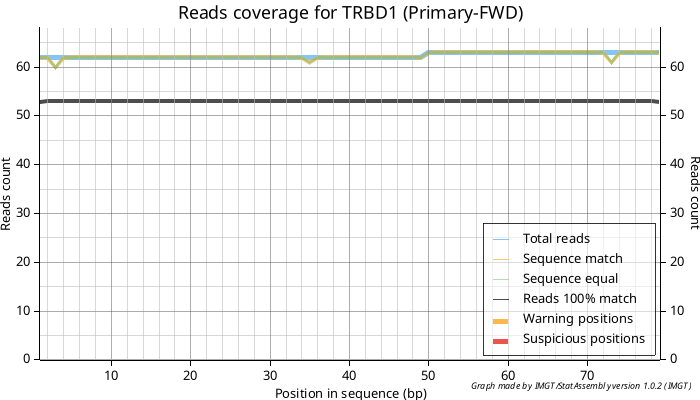 Reads coverage for TRBD1 (Primary-FWD)
60
60
50
50
40
40
30
30
20
20
10
10
0
0
Reads count
Reads count
Total reads
Sequence match
Sequence equal
Reads 100% match
Warning positions
Suspicious positions
10 20 30 40 50 60 70
Position in sequence (bp)
Graph made by IMGT/StatAssembly version 1.0.2 (IMGT)